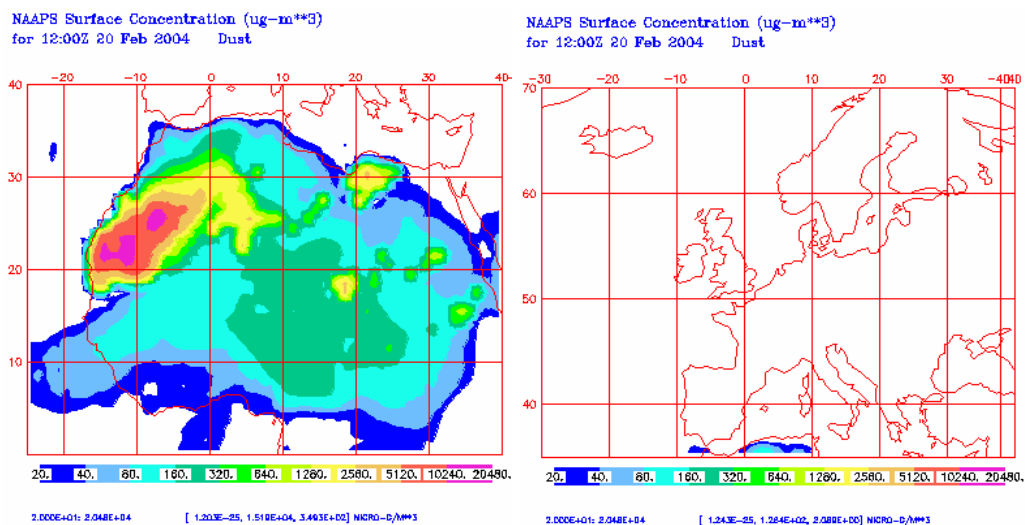 NAAPS Surface Concentration (ug-m**3)
for 12:00Z 20 Feb 2004 Dust
-20 -10 0 10 20 30 40-
40
30
20
10
20. 40. 80. 160. 320. 640. 1280. 2560. 5120. 10240. 20480.
2.000E+01: 2.048E+04 [ 1.203E-25, 1.519E+04, 3.493E+02] MICRO-G/M**3
NAAPS Surface Concentration (ug-m**3)
for 12:00Z 20 Feb 2004 Dust
-30 -20 -10 0 10 20 30 -4040
70
60
50
40
20. 40. 80. 160. 320. 640. 1280. 2560. 5120. 10240. 20480.
2.000E+01: 2.048E+04 [ 1.243E-25, 1.264E+02, 2.089E+00] MICRO-G/M**3